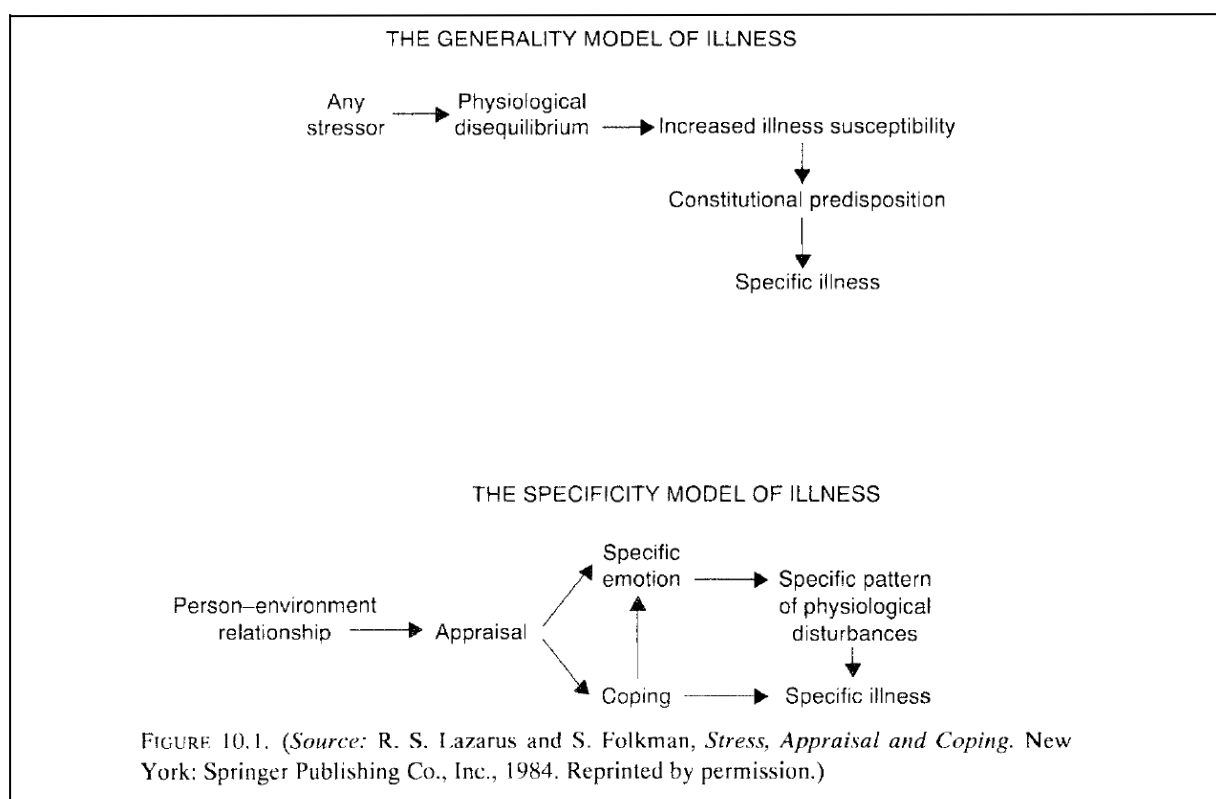 THE GENERALITY MODEL OF ILLNESS
Any
stressor
Physiological
disequilibrium
Increased illness susceptibility
Constitutional predisposition
Specific illness
THE SPECIFICITY MODEL OF ILLNESS
Person–environment
relationship
Appraisal
Specific
emotion
Coping
Specific pattern
of physiological
disturbances
Specific illness
FIGURE 10.1. (Source: R. S. Lazarus and S. Folkman, Stress, Appraisal and Coping. New
York: Springer Publishing Co., Inc., 1984. Reprinted by permission.)